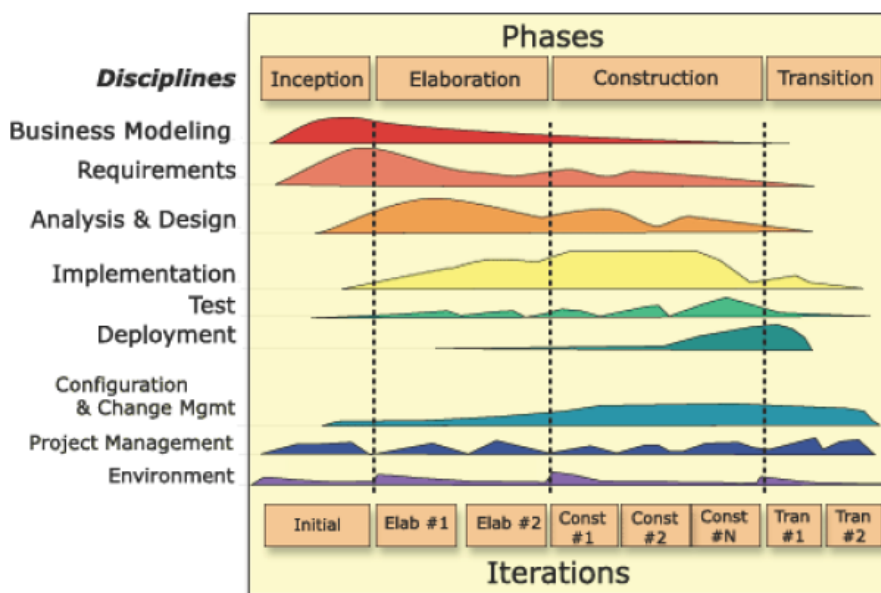 Phases
Disciplines
Inception
Elaboration
Construction
Transition
Business Modeling
Requirements
Analysis & Design
Implementation
Test
Deployment
Configuration
& Change Mgmt
Project Management
Environment
Initial
Elab #1
Elab #2
Const
#1
Const
#2
Const
#N
Tran
#1
Tran
#2
Iterations